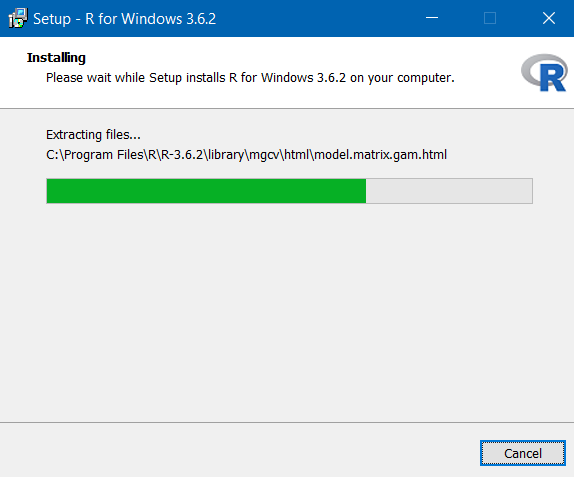 Setup - R for Windows 3.6.2
Installing
Please wait while Setup installs R for Windows 3.6.2 on your computer.
R
Extracting files...
C:\Program Files\R\R-3.6.2\library\mgcv\html\model.matrix.gam.html
Cancel